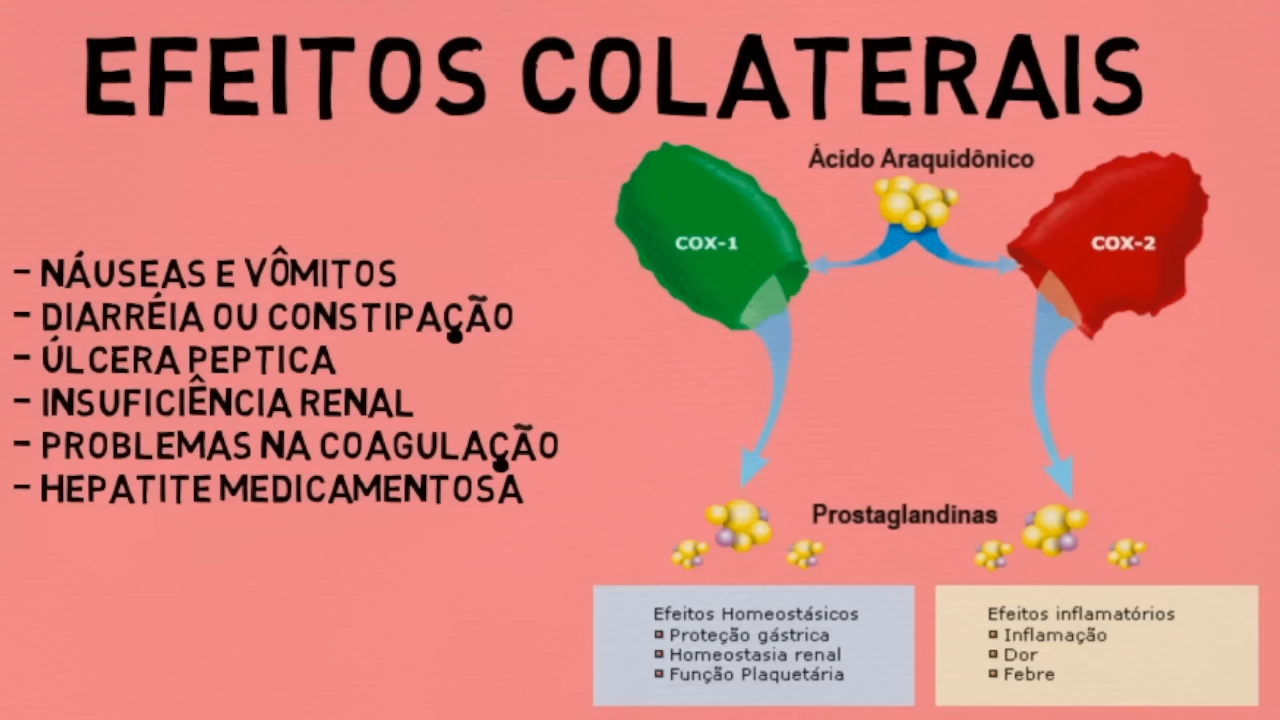 EFEITOS COLATERAIS
- NÁUSEAS E VÔMITOS
- DIARRÉIA OU CONSTIPAÇÃO
- ÚLCERA PEPTICA
- INSUFICIÊNCIA RENAL
- PROBLEMAS NA COAGULAÇÃO
- HEPATITE MEDICAMENTOSA
Ácido Araquidônico
COX-1
COX-2
Prostaglandinas
Efeitos Homeostásicos
Proteção gástrica
Homeostasia renal
Função Plaquetária
Efeitos inflamatórios
Inflamação
Dor
Febre